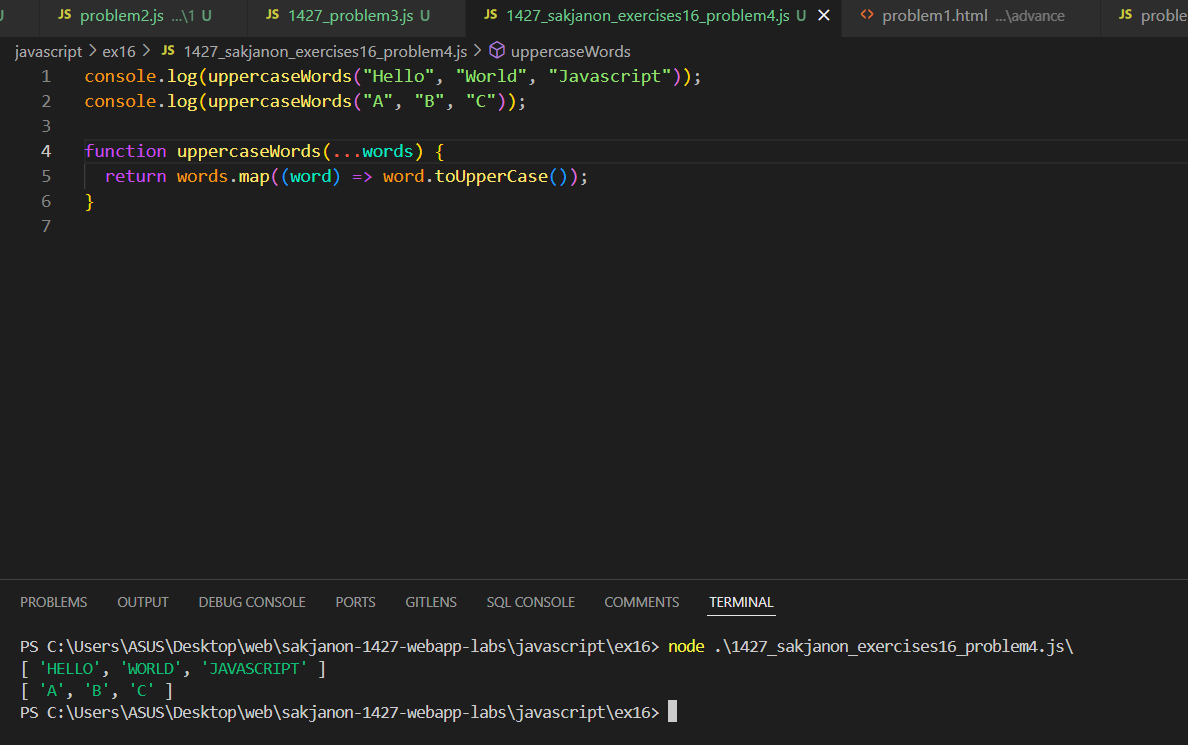 U JS problem2.js ...\1 U JS 1427_problem3.js U JS 1427_sakjanon_exercises16_problem4.js U <> problem1.html ...\advance JS proble
javascript > ex16 > JS 1427_sakjanon_exercises16_problem4.js > uppercaseWords
1 console.log(uppercaseWords("Hello", "World", "Javascript"));
2 console.log(uppercaseWords("A", "B", "C"));
3
4 function uppercaseWords(...words) {
5   return words.map((word) => word.toUpperCase());
6 }
7
PROBLEMS OUTPUT DEBUG CONSOLE PORTS GITLENS SQL CONSOLE COMMENTS TERMINAL
PS C:\Users\ASUS\Desktop\web\sakjanon-1427-webapp-labs\javascript\ex16> node .\1427_sakjanon_exercises16_problem4.js\
[ 'HELLO', 'WORLD', 'JAVASCRIPT' ]
[ 'A', 'B', 'C' ]
PS C:\Users\ASUS\Desktop\web\sakjanon-1427-webapp-labs\javascript\ex16>